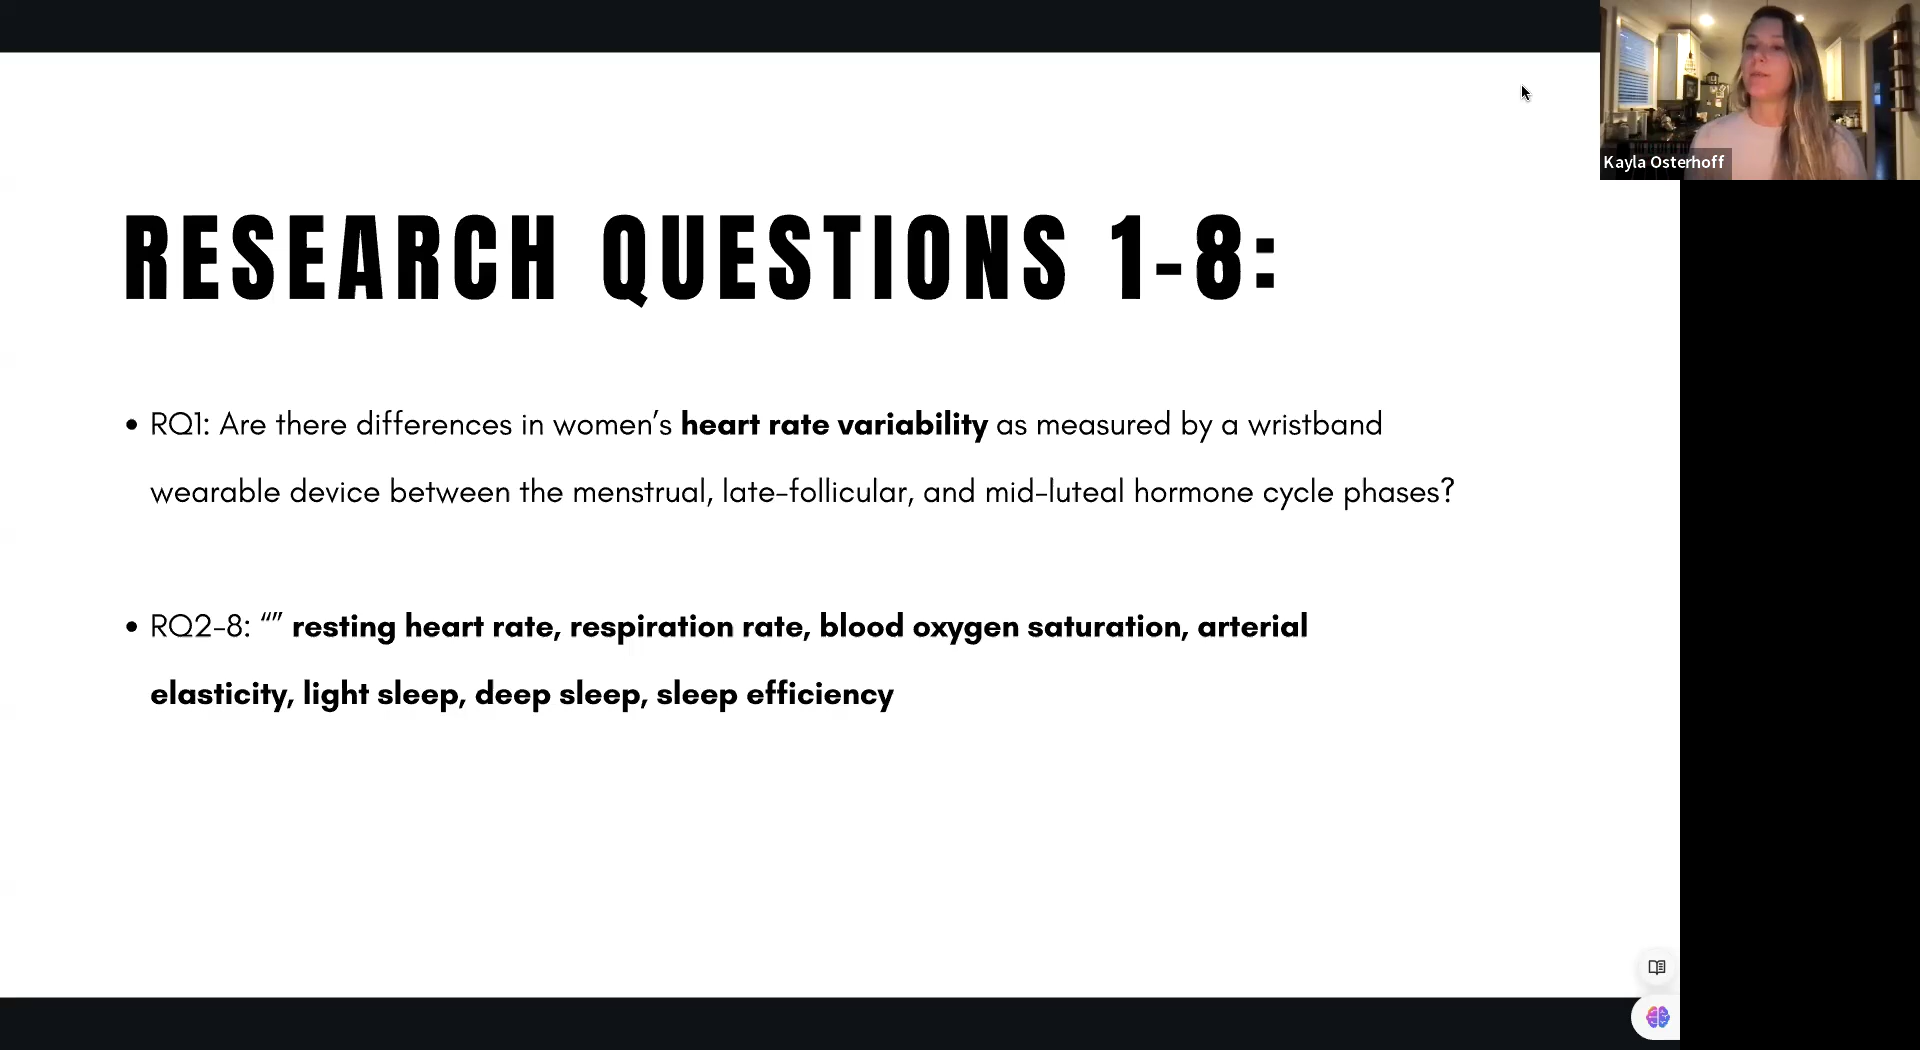 Kayla Osterhoff
RESEARCH QUESTIONS 1-8:
• RQ1: Are there differences in women’s heart rate variability as measured by a wristband
wearable device between the menstrual, late-follicular, and mid-luteal hormone cycle phases?
• RQ2-8: “” resting heart rate, respiration rate, blood oxygen saturation, arterial
elasticity, light sleep, deep sleep, sleep efficiency